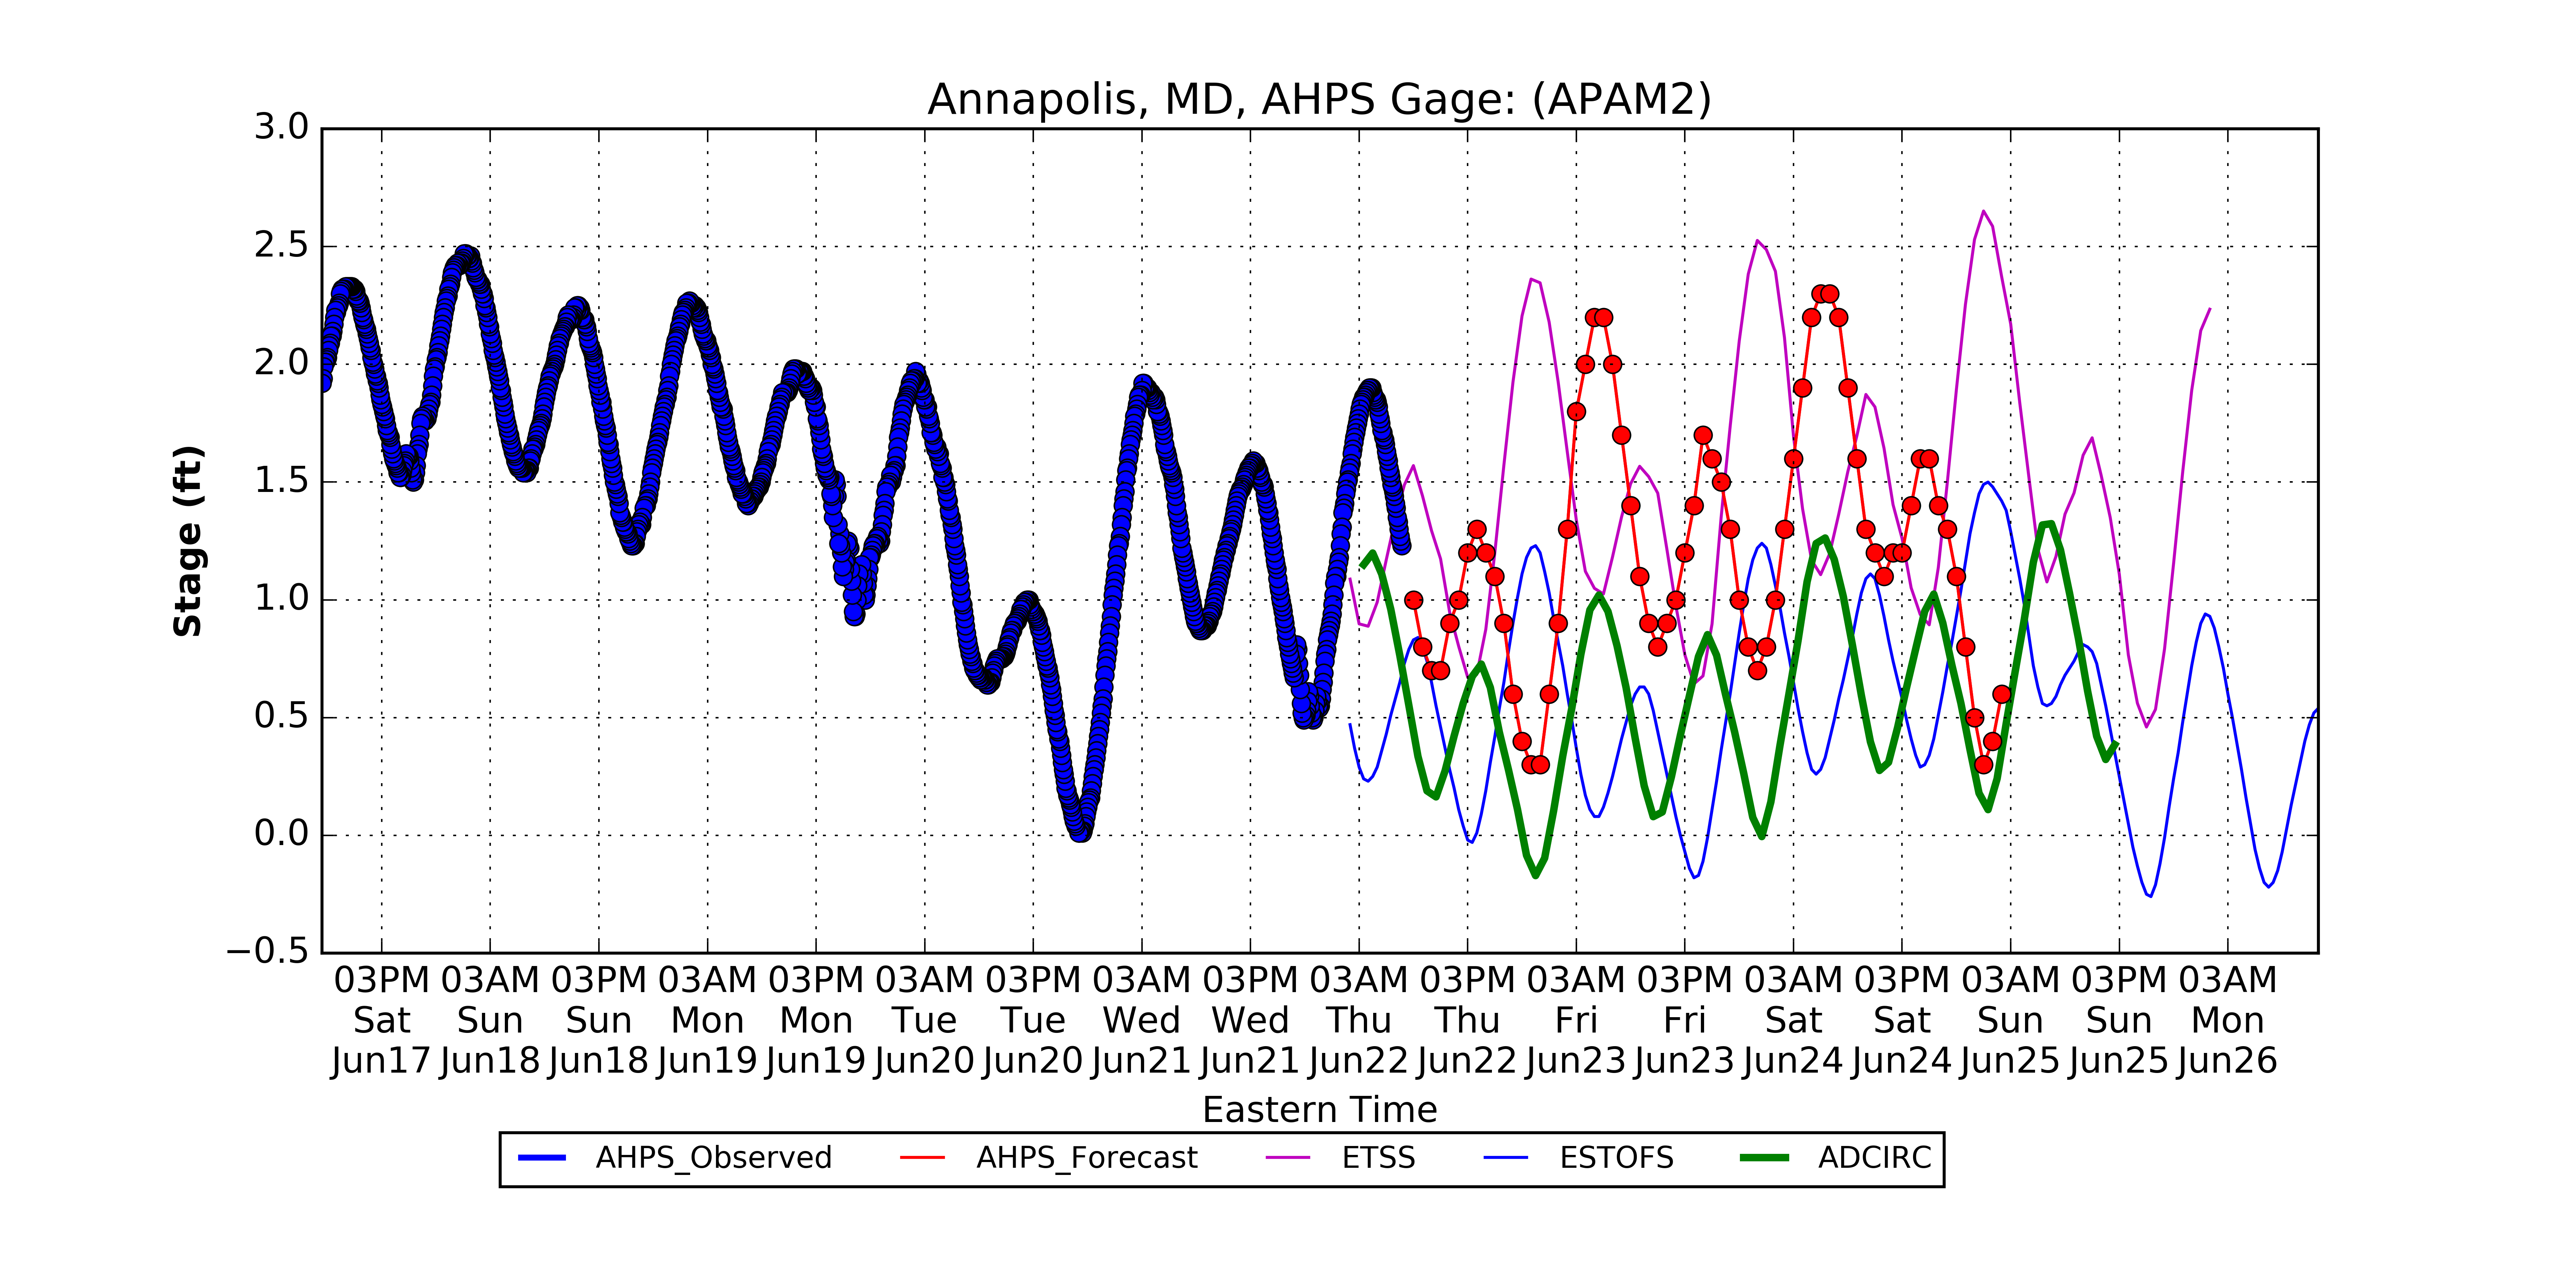 Annapolis, MD, AHPS Gage: (APAM2)
3.0
2.5
2.0
1.5
1.0
0.5
0.0
−0.5
Stage (ft)
03PM 03AM 03PM 03AM 03PM 03AM 03PM 03AM 03PM 03AM 03PM 03AM 03PM 03AM 03PM 03AM 03PM 03AM
Sat Sun Sun Mon Mon Tue Tue Wed Wed Thu Thu Fri Fri Sat Sat Sun Sun Mon
Jun17 Jun18 Jun18 Jun19 Jun19 Jun20 Jun20 Jun21 Jun21 Jun22 Jun22 Jun23 Jun23 Jun24 Jun24 Jun25 Jun25 Jun26
Eastern Time
AHPS_Observed AHPS_Forecast ETSS ESTOFS ADCIRC